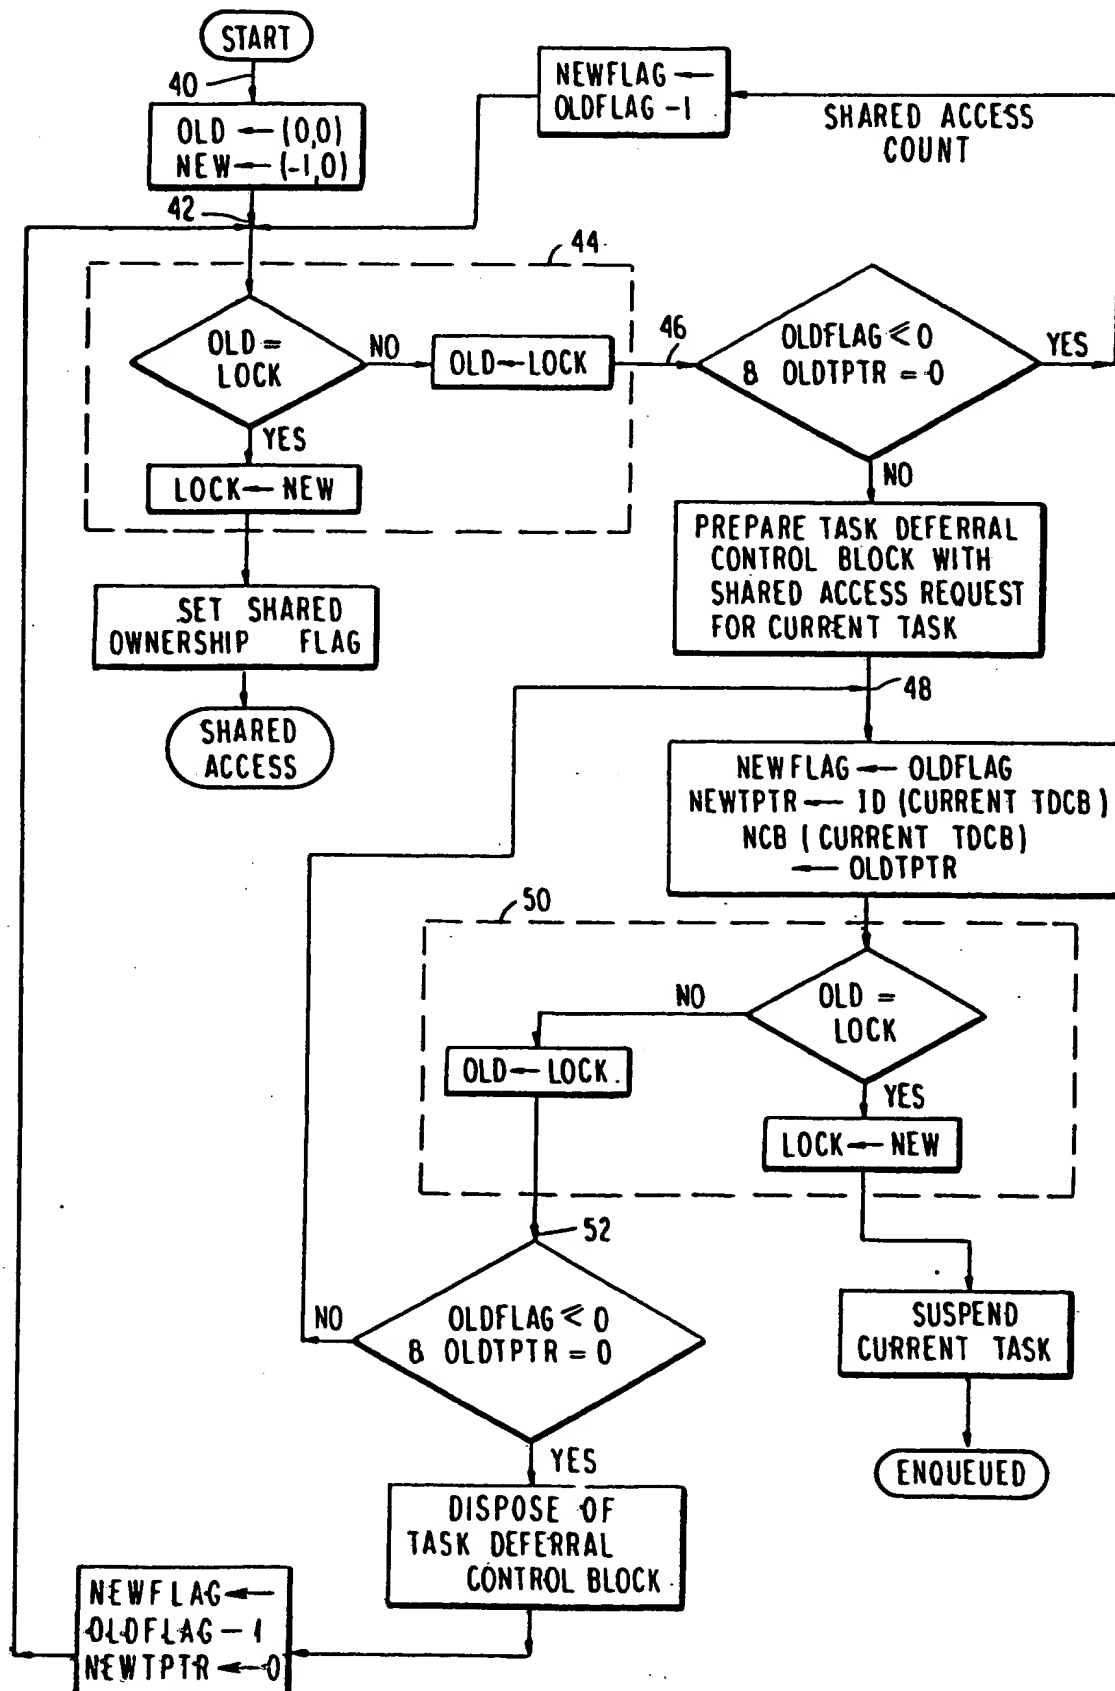 START
40
OLD ← (0,0)
NEW ← (-1,0)
42
NEWFLAG ←
OLDFLAG -1
SHARED ACCESS
COUNT
44
OLD =
LOCK
NO
OLD ← LOCK
46
OLDFLAG ≤ 0
& OLDTPTR = 0
YES
YES
LOCK ← NEW
NO
SET SHARED
OWNERSHIP FLAG
SHARED
ACCESS
PREPARE TASK DEFERRAL
CONTROL BLOCK WITH
SHARED ACCESS REQUEST
FOR CURRENT TASK
48
NEWFLAG ← OLDFLAG
NEWTPTR ← ID (CURRENT TDCB)
NCB (CURRENT TDCB)
← OLDTPTR
50
OLD =
LOCK
NO
OLD ← LOCK
YES
LOCK ← NEW
52
OLDFLAG ≤ 0
& OLDTPTR = 0
NO
SUSPEND
CURRENT TASK
YES
ENQUEUED
DISPOSE OF
TASK DEFERRAL
CONTROL BLOCK
NEWFLAG ←
OLDFLAG - 1
NEWTPTR ← 0